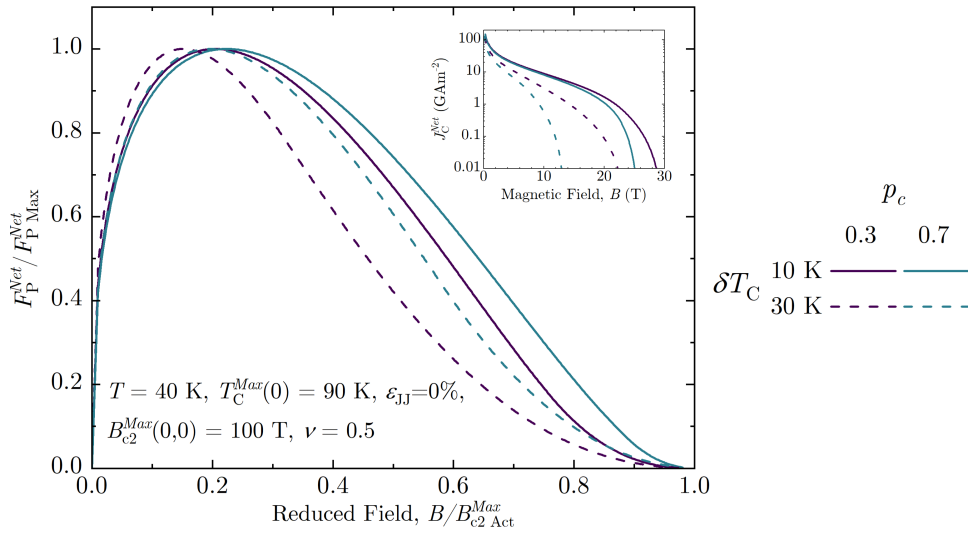 1.0
0.8
0.6
0.4
0.2
0.0
F_P^Net / F_P Max^Net
0.0 0.2 0.4 0.6 0.8 1.0
Reduced Field, B/B_c2 Act^Max
T = 40 K, T_C^Max(0) = 90 K, ε_JJ=0%,
B_c2^Max(0,0) = 100 T, ν = 0.5
100
10
1
0.1
0.01
J_C^Net (GAm⁻²)
0 10 20 30
Magnetic Field, B (T)
p_c
0.3 0.7
δT_C
10 K
30 K